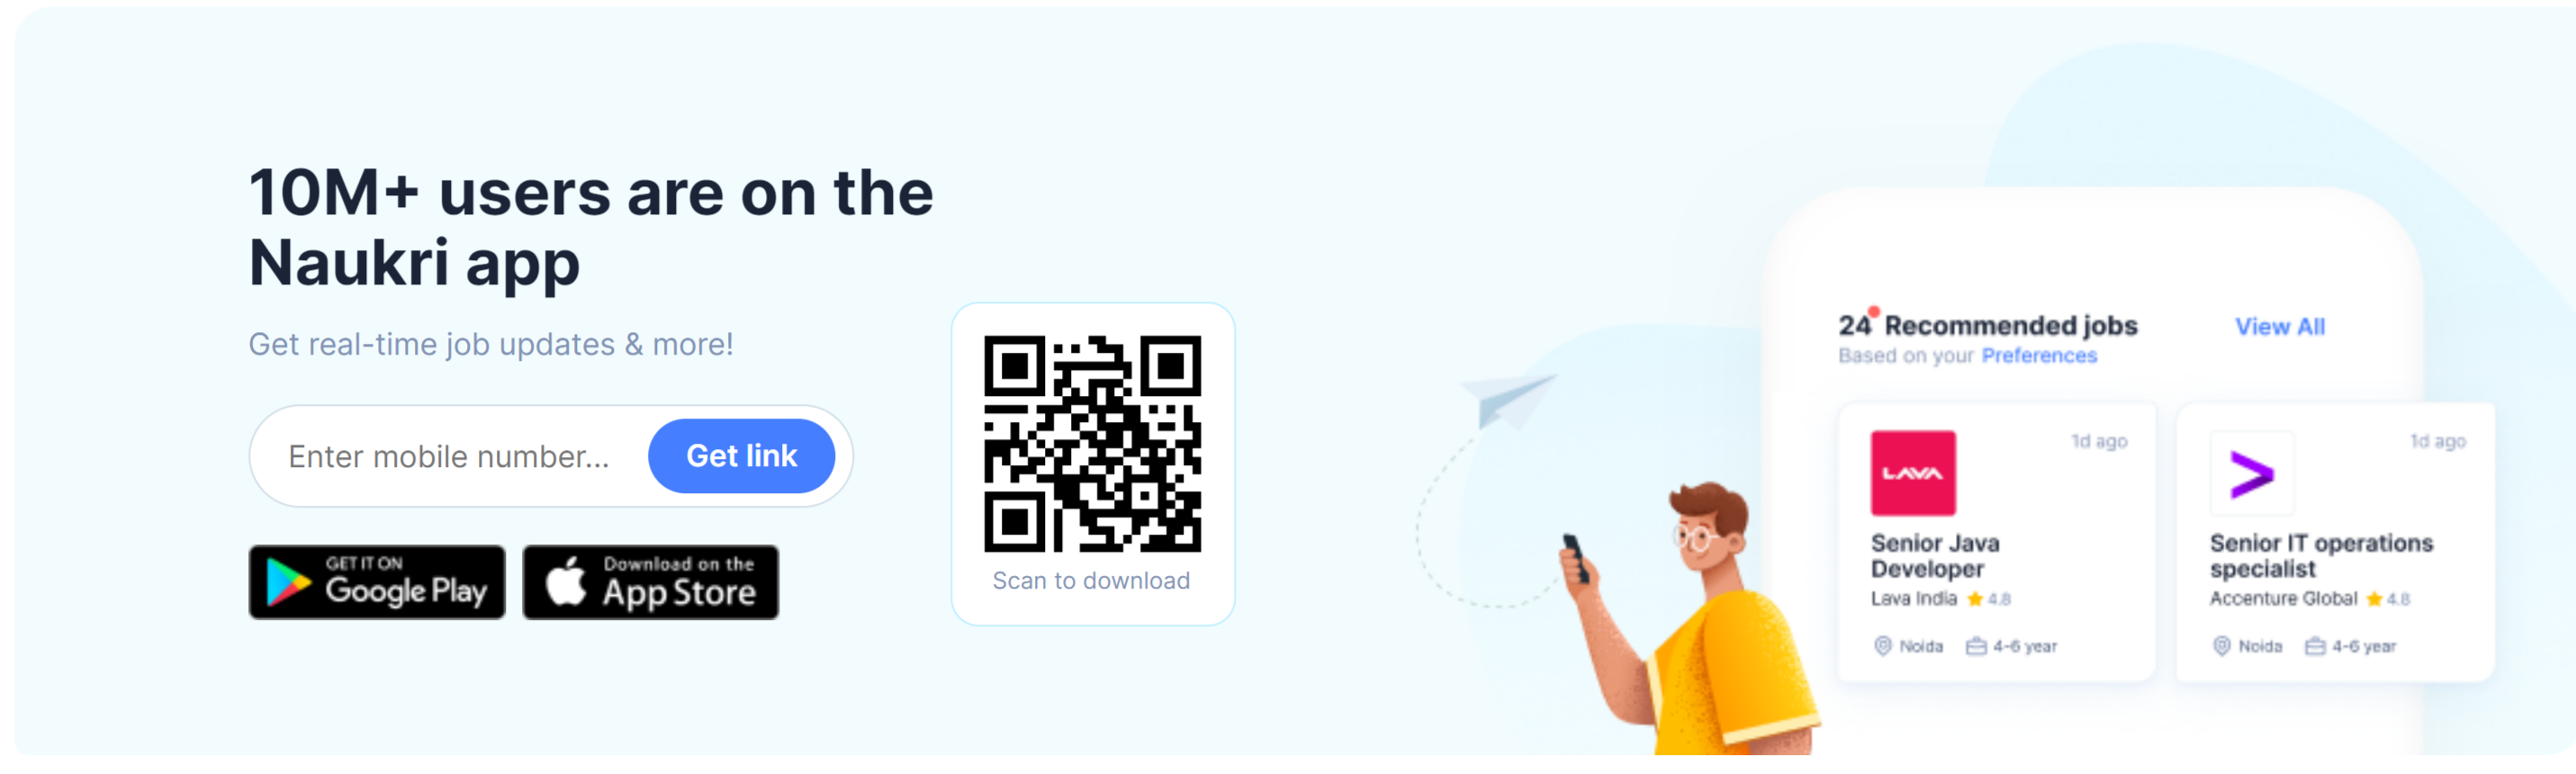 10M+ users are on the
Naukri app
Get real-time job updates & more!
Enter mobile number...
Get link
GET IT ON
Google Play
Download on the
App Store
Scan to download
24 Recommended jobs
View All
Based on your Preferences
LAVA
1d ago
Senior Java
Developer
Lava India 4.8
Noida 4-6 year
1d ago
Senior IT operations
specialist
Accenture Global 4.8
Noida 4-6 year